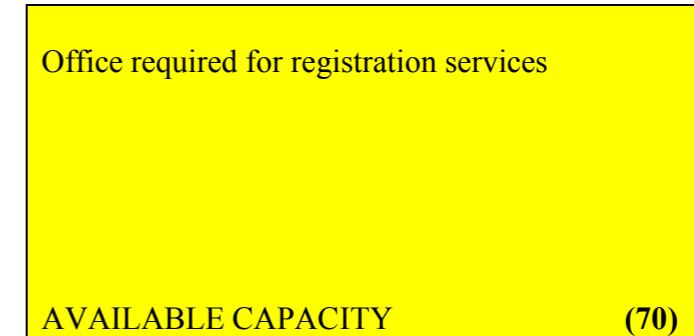 Office required for registration services
AVAILABLE CAPACITY (70)